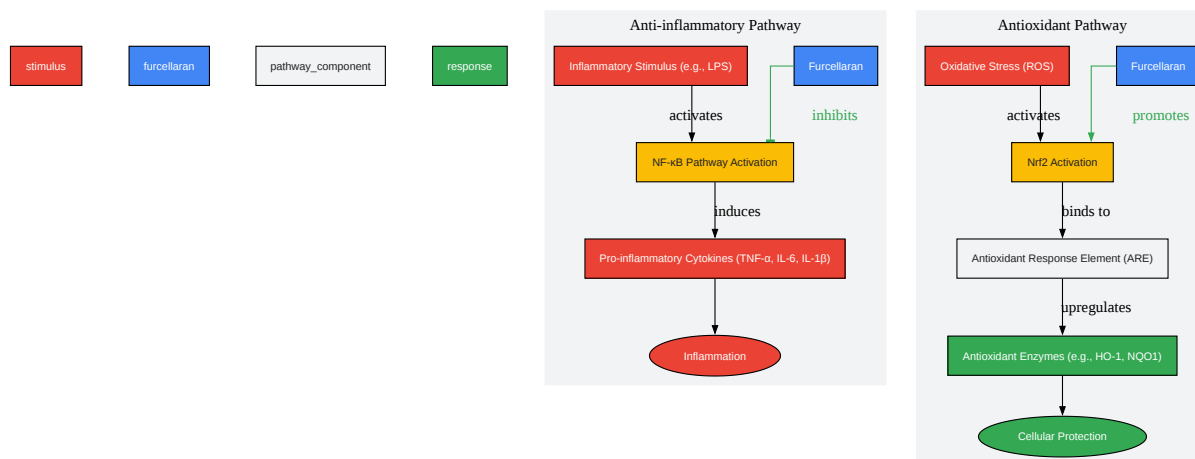 stimulus
furcellaran
pathway_component
response
Anti-inflammatory Pathway
Inflammatory Stimulus (e.g., LPS)
Furcellaran
activates
inhibits
NF-κB Pathway Activation
induces
Pro-inflammatory Cytokines (TNF-α, IL-6, IL-1β)
Inflammation
Antioxidant Pathway
Oxidative Stress (ROS)
Furcellaran
activates
promotes
Nrf2 Activation
binds to
Antioxidant Response Element (ARE)
upregulates
Antioxidant Enzymes (e.g., HO-1, NQO1)
Cellular Protection